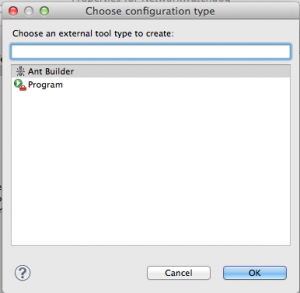 Choose configuration type
Choose an external tool type to create:
Ant Builder
Program
?
Cancel
OK